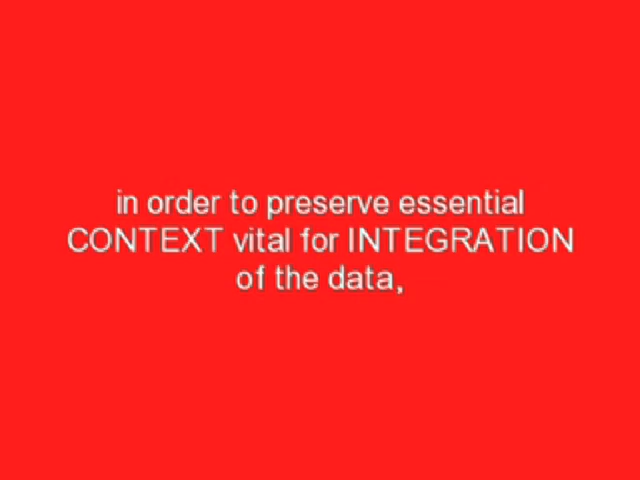 in order to preserve essential
CONTEXT vital for INTEGRATION
of the data,